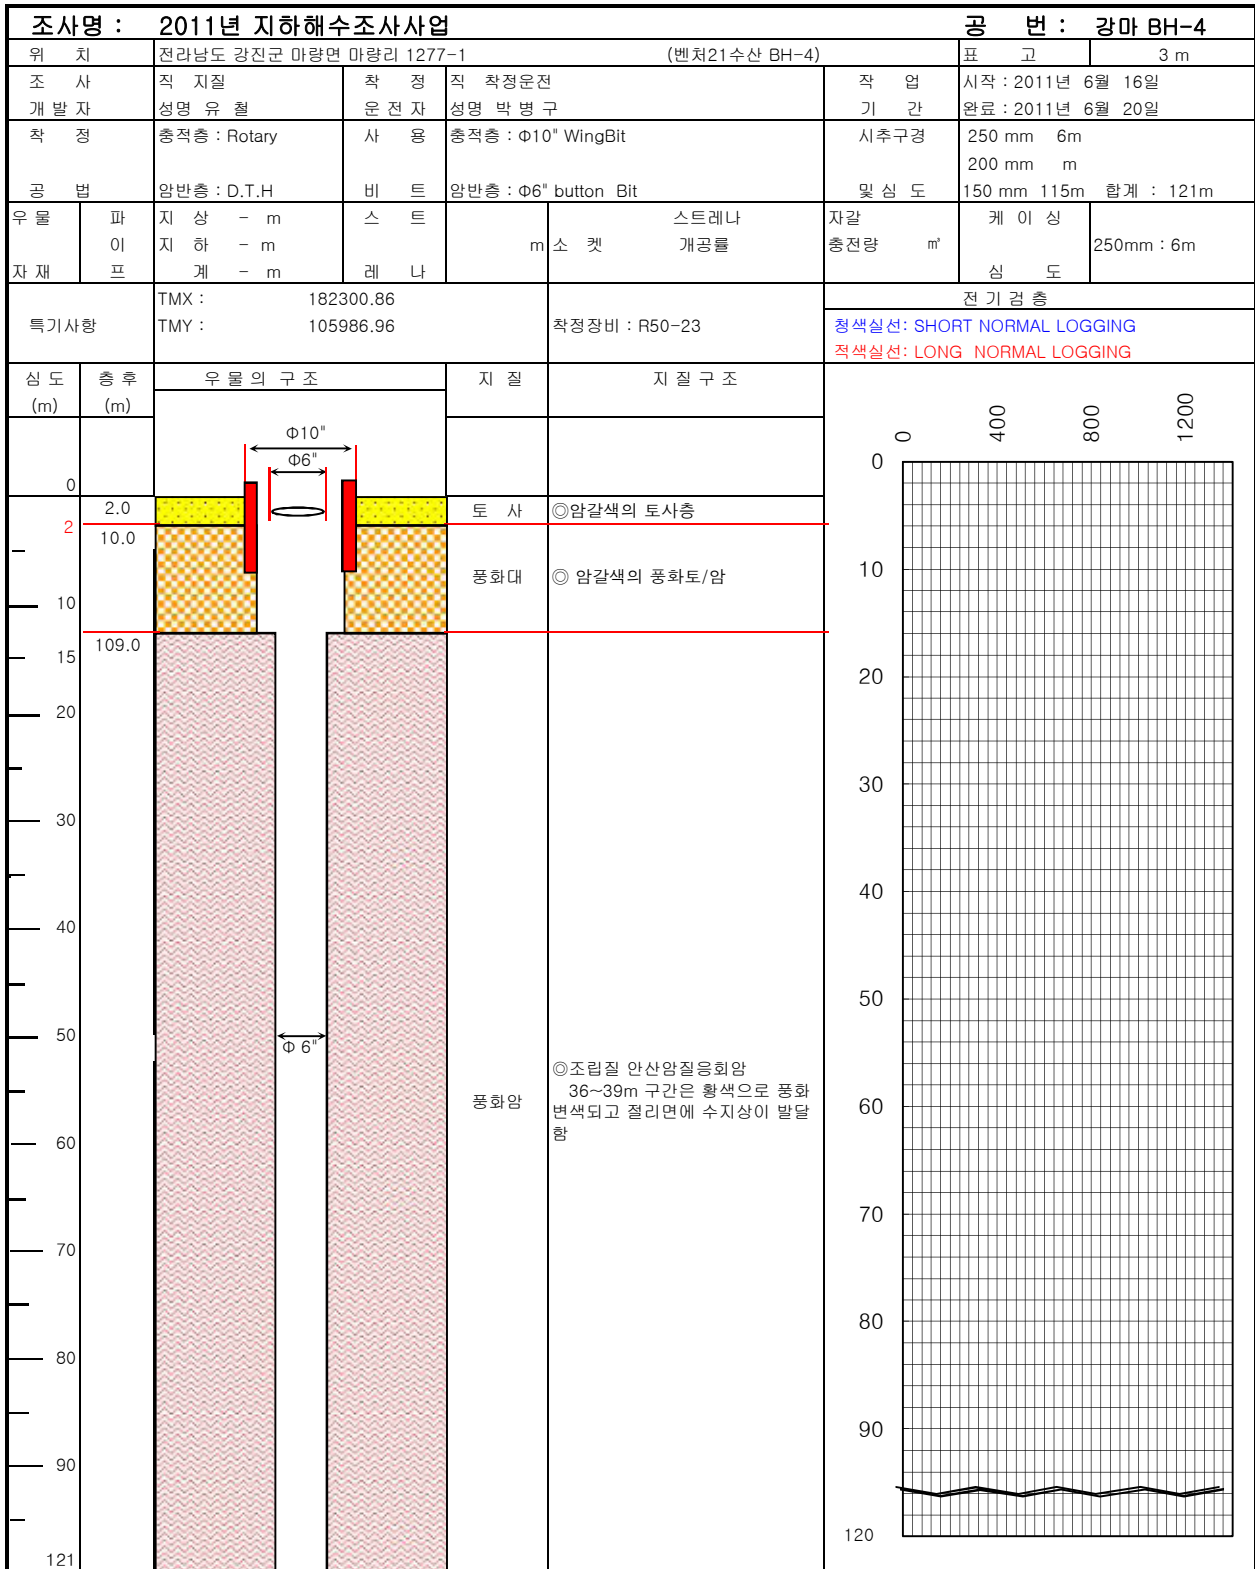 조사명 : 2011년 지하해수조사사업 공 번 : 강마 BH-4
위 치 전라남도 강진군 마량면 마량리 1277-1 (벤처21수산 BH-4) 표 고 3 m
조 사 직 지질 착 정 직 착정운전 작 업 시작 : 2011년 6월 16일
개 발 자 성명 유 철 운 전 자 성명 박 병 구 기 간 완료 : 2011년 6월 20일
착 정 충적층 : Rotary 사 용 충적층 : Φ10" WingBit 시추구경 250 mm 6m
200 mm m
공 법 암반층 : D.T.H 비 트 암반층 : Φ6" button Bit 및 심 도 150 mm 115m 합계 : 121m
우 물 파 지 상 - m 스 트 스트레나 자갈 케 이 싱
이 지 하 - m m 소 켓 개공률 충전량 ㎥ 250mm : 6m
자 재 프 계 - m 레 나 심 도
TMX : 182300.86 전 기 검 층
특기사항 TMY : 105986.96 착정장비 : R50-23 청색실선: SHORT NORMAL LOGGING
적색실선: LONG NORMAL LOGGING
심 도 층 후 우 물 의 구 조 지 질 지 질 구 조
(m) (m)
0 400 800 1200
Φ10"
Φ6"
0
0
2.0 토 사 ◎암갈색의 토사층
2
10.0
풍화대 ◎ 암갈색의 풍화토/암
10
10
109.0
15
20
20
30
30
40
40
50
50
Φ 6"
◎조립질 안산암질응회암
36~39m 구간은 황색으로 풍화
풍화암
변색되고 절리면에 수지상이 발달
함
60
60
70
70
80
80
90
90
120
121